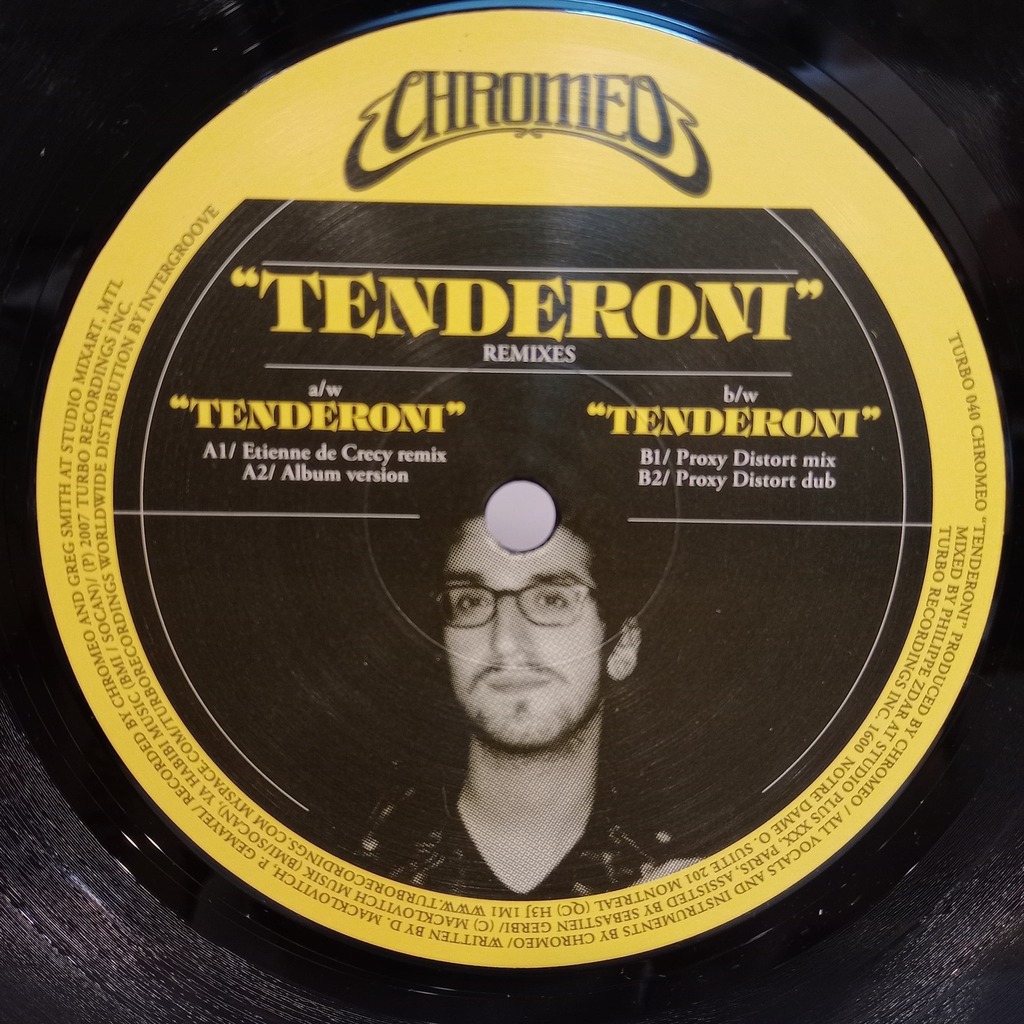 CHROMEO
“TENDERONI”
REMIXES
a/w
“TENDERONI”
A1/ Etienne de Crecy remix
A2/ Album version
b/w
“TENDERONI”
B1/ Proxy Distort mix
B2/ Proxy Distort dub
TURBO 040 CHROMEO “TENDERONI” PRODUCED BY CHROMEO / ALL VOCALS AND INSTRUMENTS BY CHROMEO/ WRITTEN BY D. MACKLOVITCH, P. GEMAYEL/ RECORDED BY CHROMEO AND GREG SMITH AT STUDIO MIXART, MTL
MIXED BY PHILIPPE ZDAR AT STUDIO PLUS XXX, PARIS, ASSISTED BY SEBASTIEN GERBI/ (C) MACKLOVITCH MUSIK (BMI/SOCAN), YA HABIBI MUSIC (BMI/ SOCAN)/ (P) 2007 TURBO RECORDINGS INC.
TURBO RECORDINGS INC. 1600 NOTRE DAME O. SUITE 201 MONTREAL (QC) H3J 1M1 WWW.TURBORECORDINGS.COM MYSPACE.COM/TURBORECORDINGS WORLDWIDE DISTRIBUTION BY INTERGROOVE